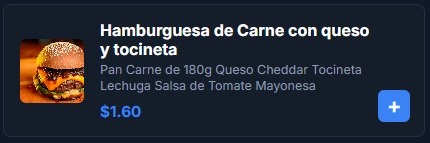 Hamburguesa de Carne con queso
y tocineta
Pan Carne de 180g Queso Cheddar Tocineta
Lechuga Salsa de Tomate Mayonesa
$1.60
+